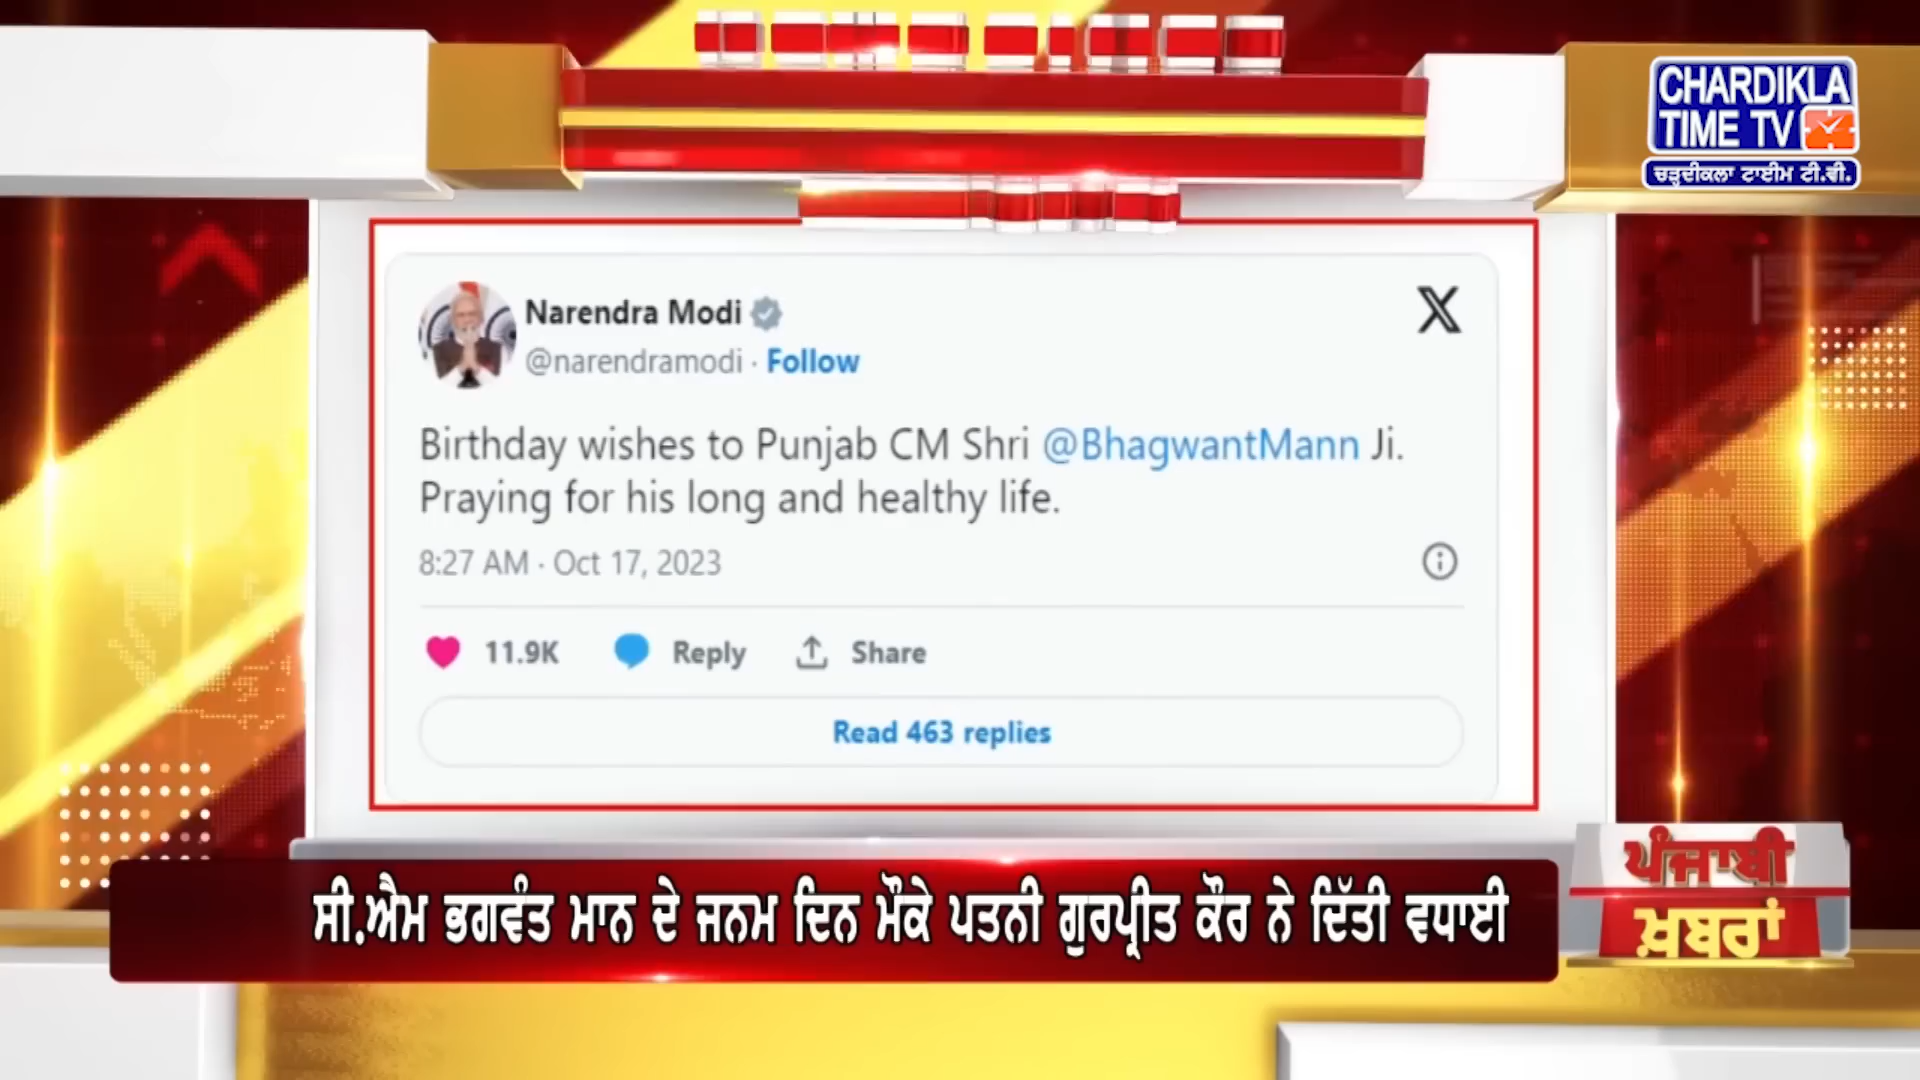 CHARDIKLA
TIME TV
ਚੜ੍ਹਦੀਕਲਾ ਟਾਈਮ ਟੀ.ਵੀ.
Narendra Modi
@narendramodi · Follow
Birthday wishes to Punjab CM Shri @BhagwantMann Ji.
Praying for his long and healthy life.
8:27 AM · Oct 17, 2023
11.9K Reply Share
Read 463 replies
ਸੀ.ਐਮ ਭਗਵੰਤ ਮਾਨ ਦੇ ਜਨਮ ਦਿਨ ਮੌਕੇ ਪਤਨੀ ਗੁਰਪ੍ਰੀਤ ਕੌਰ ਨੇ ਦਿੱਤੀ ਵਧਾਈ
ਪੰਜਾਬੀ
ਖ਼ਬਰਾਂ